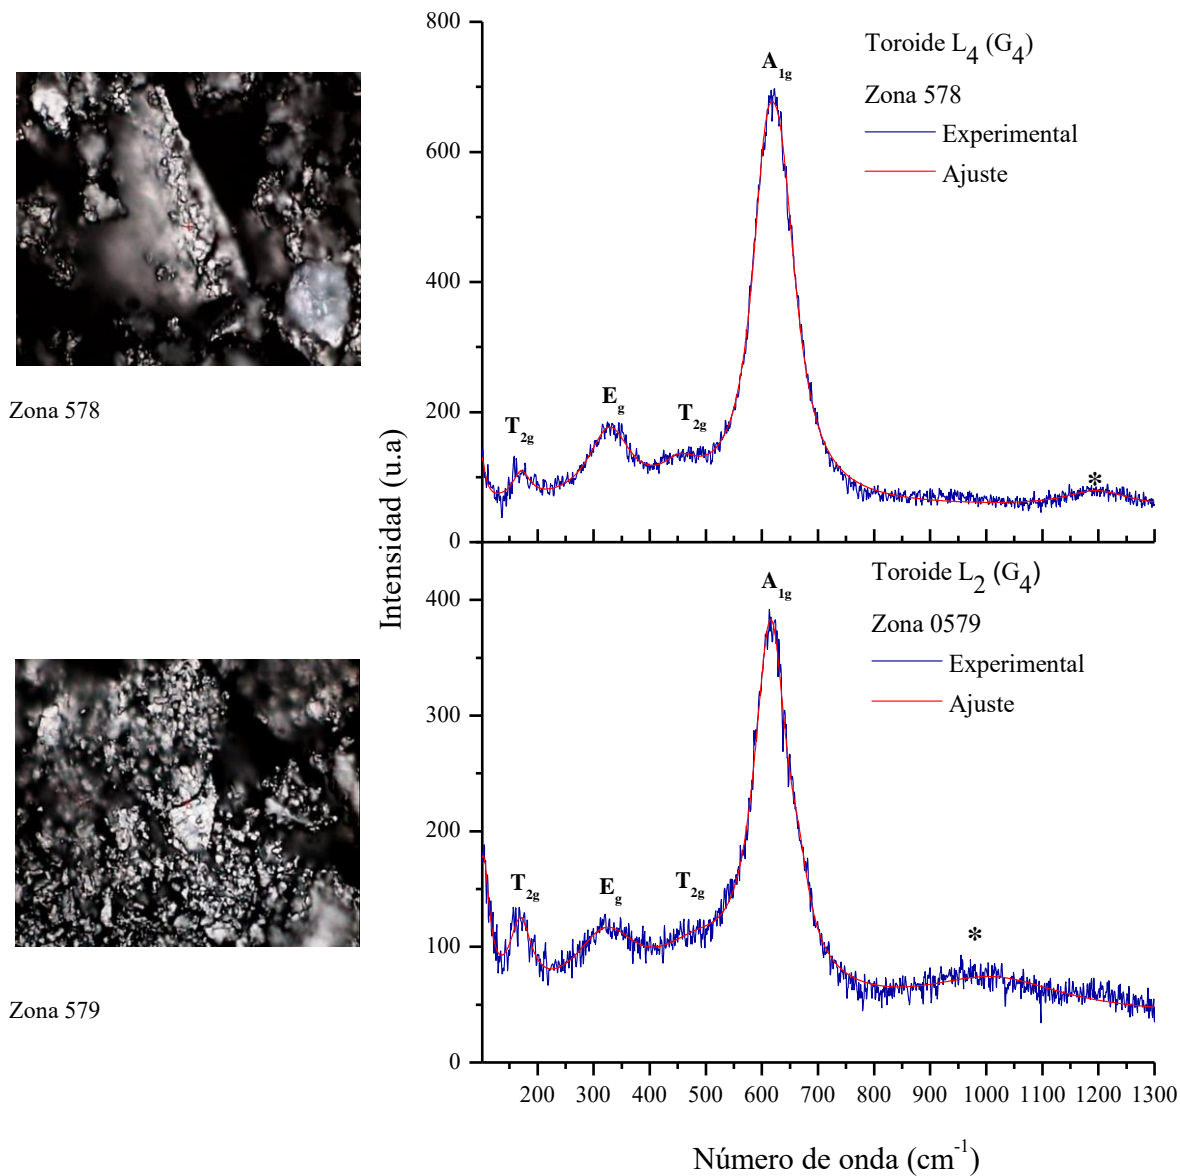 Zona 578
Zona 579
Intensidad (u.a)
800
600
400
200
0
Toroide L4 (G4)
Zona 578
Experimental
Ajuste
T2g
Eg
T2g
A1g
*
400
300
200
100
0
Toroide L2 (G4)
Zona 0579
Experimental
Ajuste
T2g
Eg
T2g
A1g
*
200 300 400 500 600 700 800 900 1000 1100 1200 1300
Número de onda (cm-1)